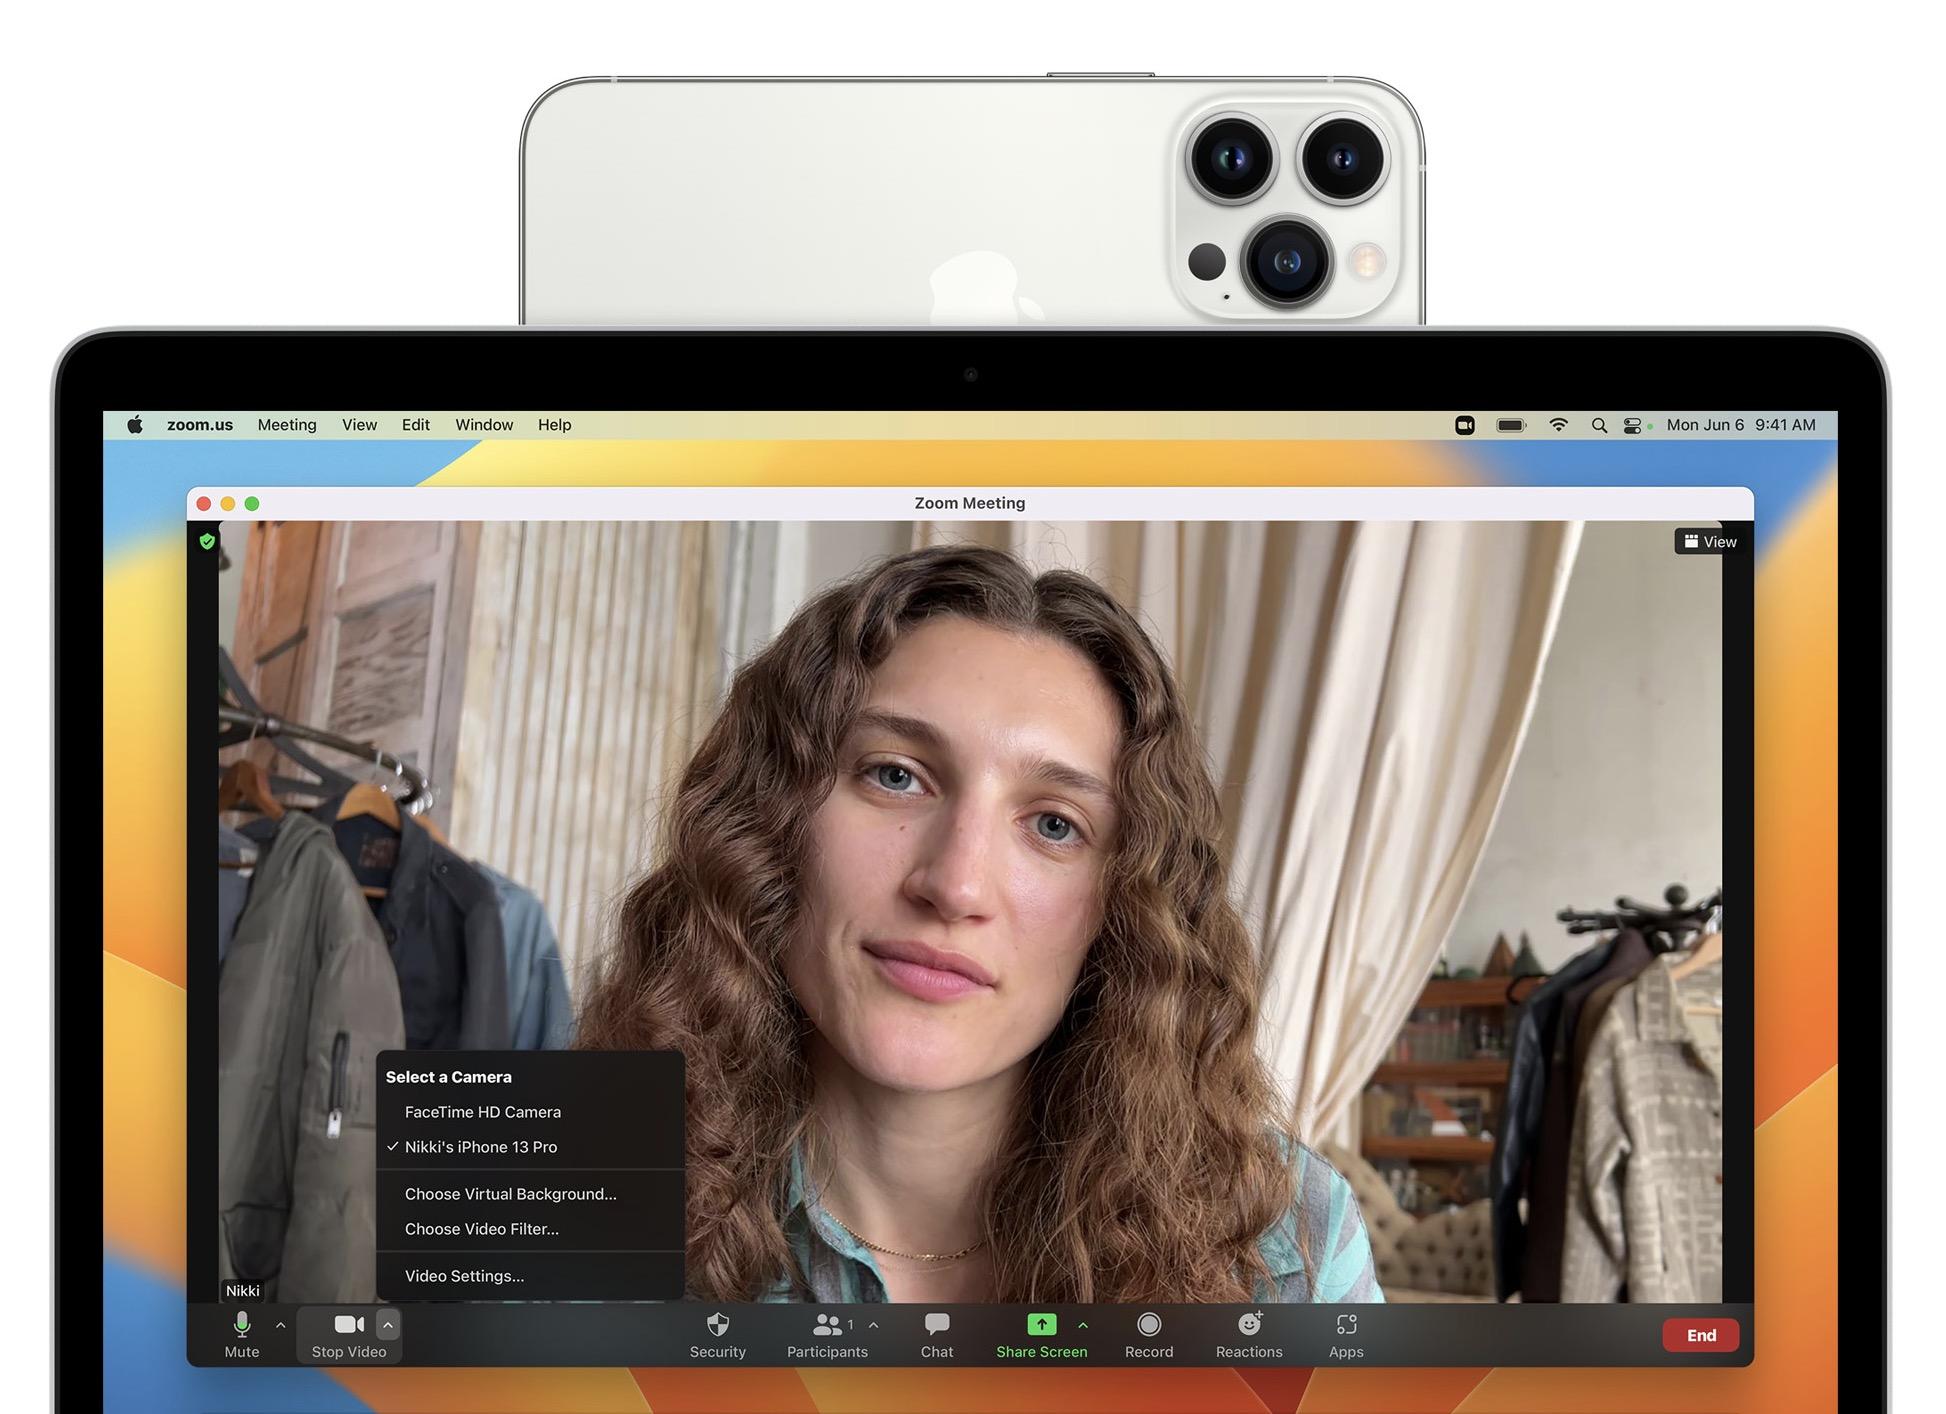 zoom.us Meeting View Edit Window Help Mon Jun 6 9:41 AM
Zoom Meeting
View
Select a Camera
FaceTime HD Camera
✓ Nikki's iPhone 13 Pro
Choose Virtual Background...
Choose Video Filter...
Video Settings...
Nikki
1
Mute Stop Video Security Participants Chat Share Screen Record Reactions Apps End